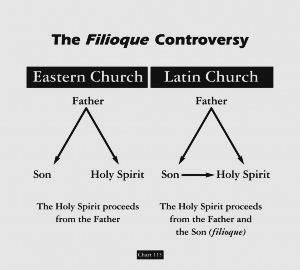 The Filioque Controversy
Eastern Church
Latin Church
Father
Father
Son
Holy Spirit
Son
Holy Spirit
The Holy Spirit proceeds
from the Father
The Holy Spirit proceeds
from the Father and
the Son (filioque)
Chart 115